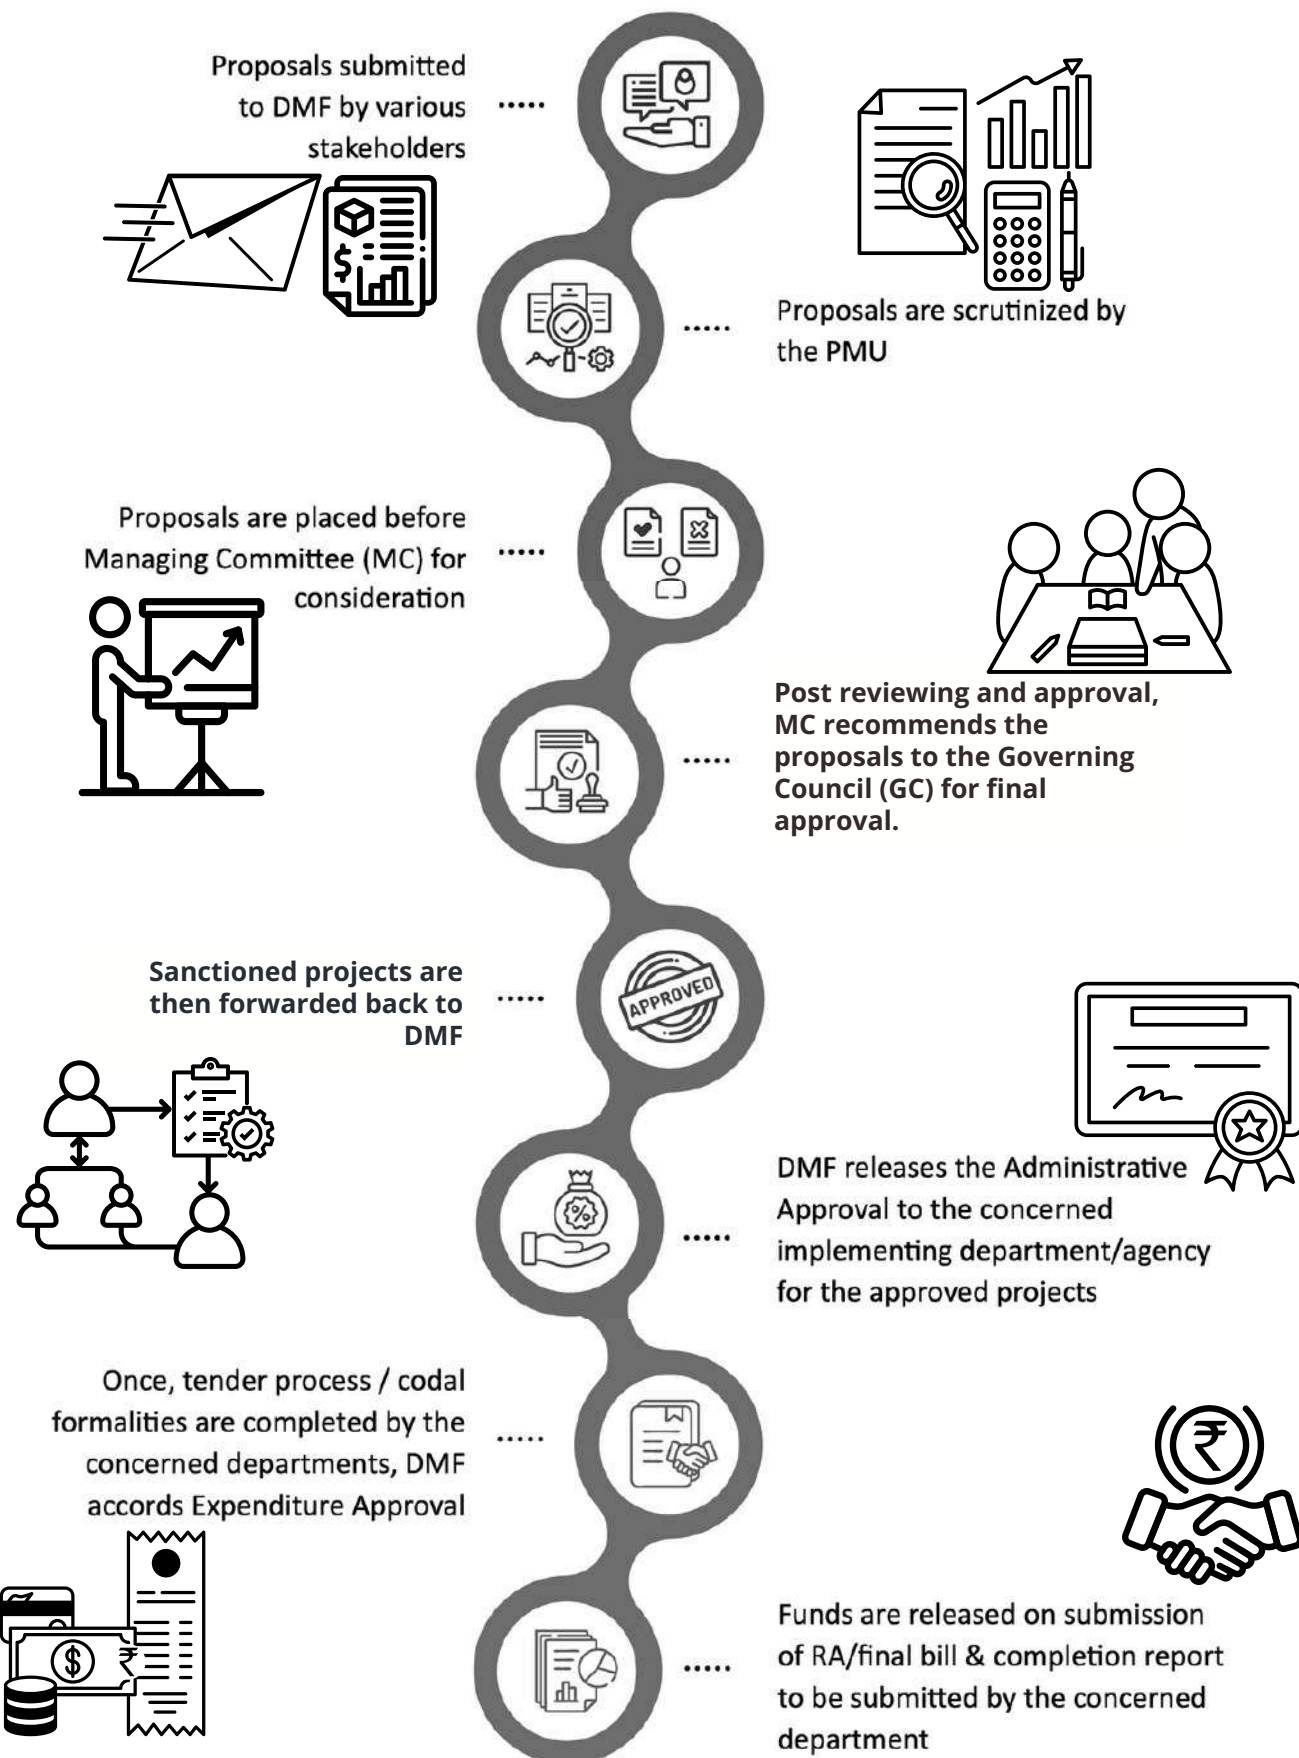 Proposals submitted
to DMF by various
stakeholders
$
Proposals are scrutinized by
the PMU
Proposals are placed before
Managing Committee (MC) for
consideration
Post reviewing and approval,
MC recommends the
proposals to the Governing
Council (GC) for final
approval.
Sanctioned projects are
then forwarded back to
DMF
APPROVED
DMF releases the Administrative
Approval to the concerned
implementing department/agency
for the approved projects
%
Once, tender process / codal
formalities are completed by the
concerned departments, DMF
accords Expenditure Approval
₹
$ ₹
Funds are released on submission
of RA/final bill & completion report
to be submitted by the concerned
department